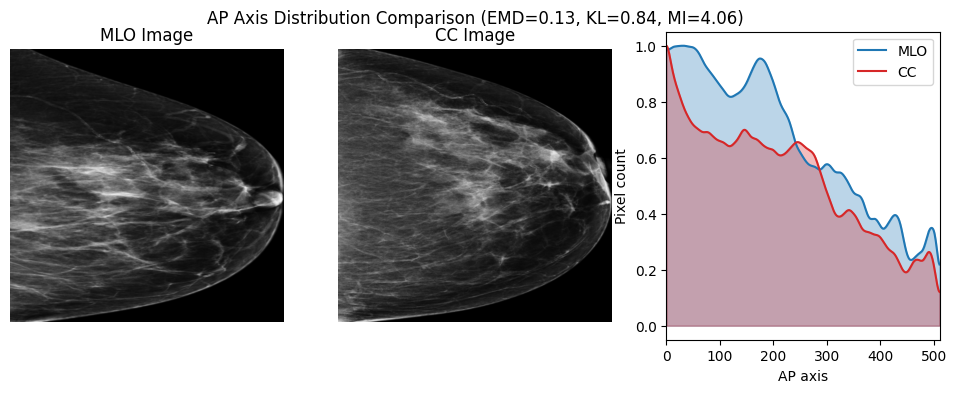 AP Axis Distribution Comparison (EMD=0.13, KL=0.84, MI=4.06)
MLO Image
CC Image
MLO
CC
1.0
0.8
0.6
0.4
0.2
0.0
Pixel count
0 100 200 300 400 500
AP axis